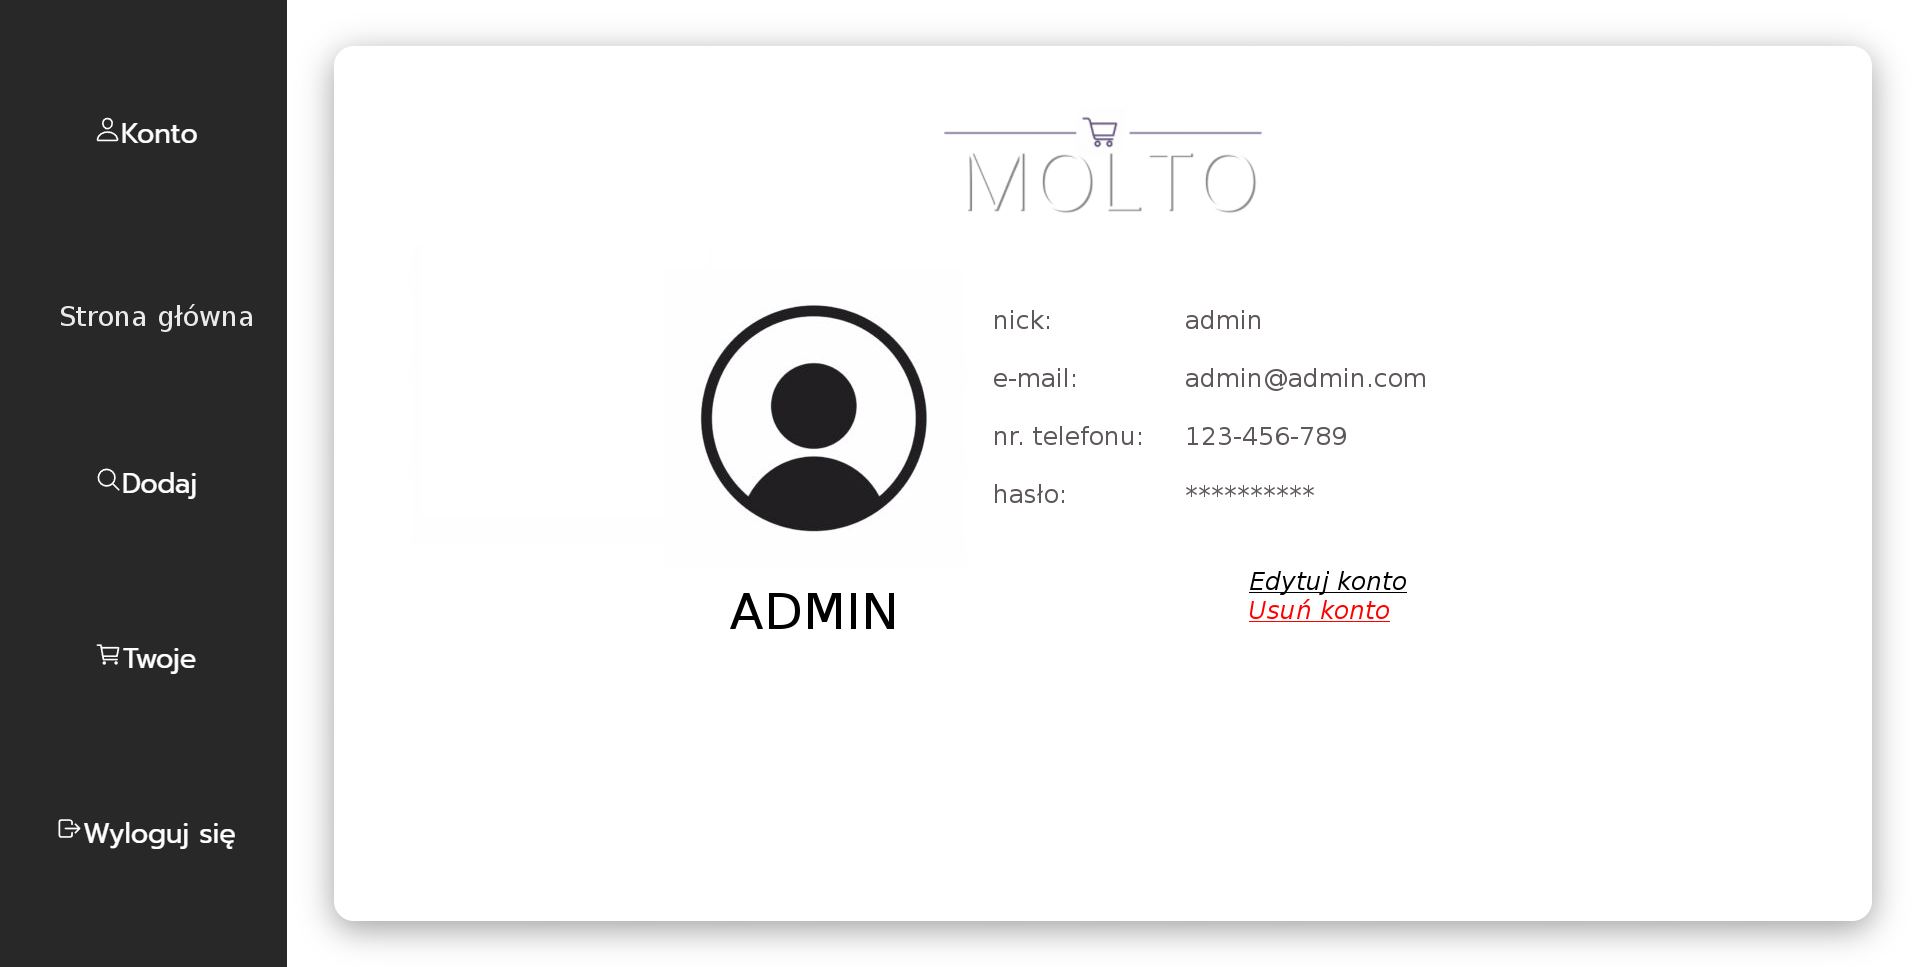 Konto
Strona główna
Dodaj
Twoje
Wyloguj się
MOLTO
nick: admin
e-mail: admin@admin.com
nr. telefonu: 123-456-789
hasło: **********
ADMIN
Edytuj konto
Usuń konto